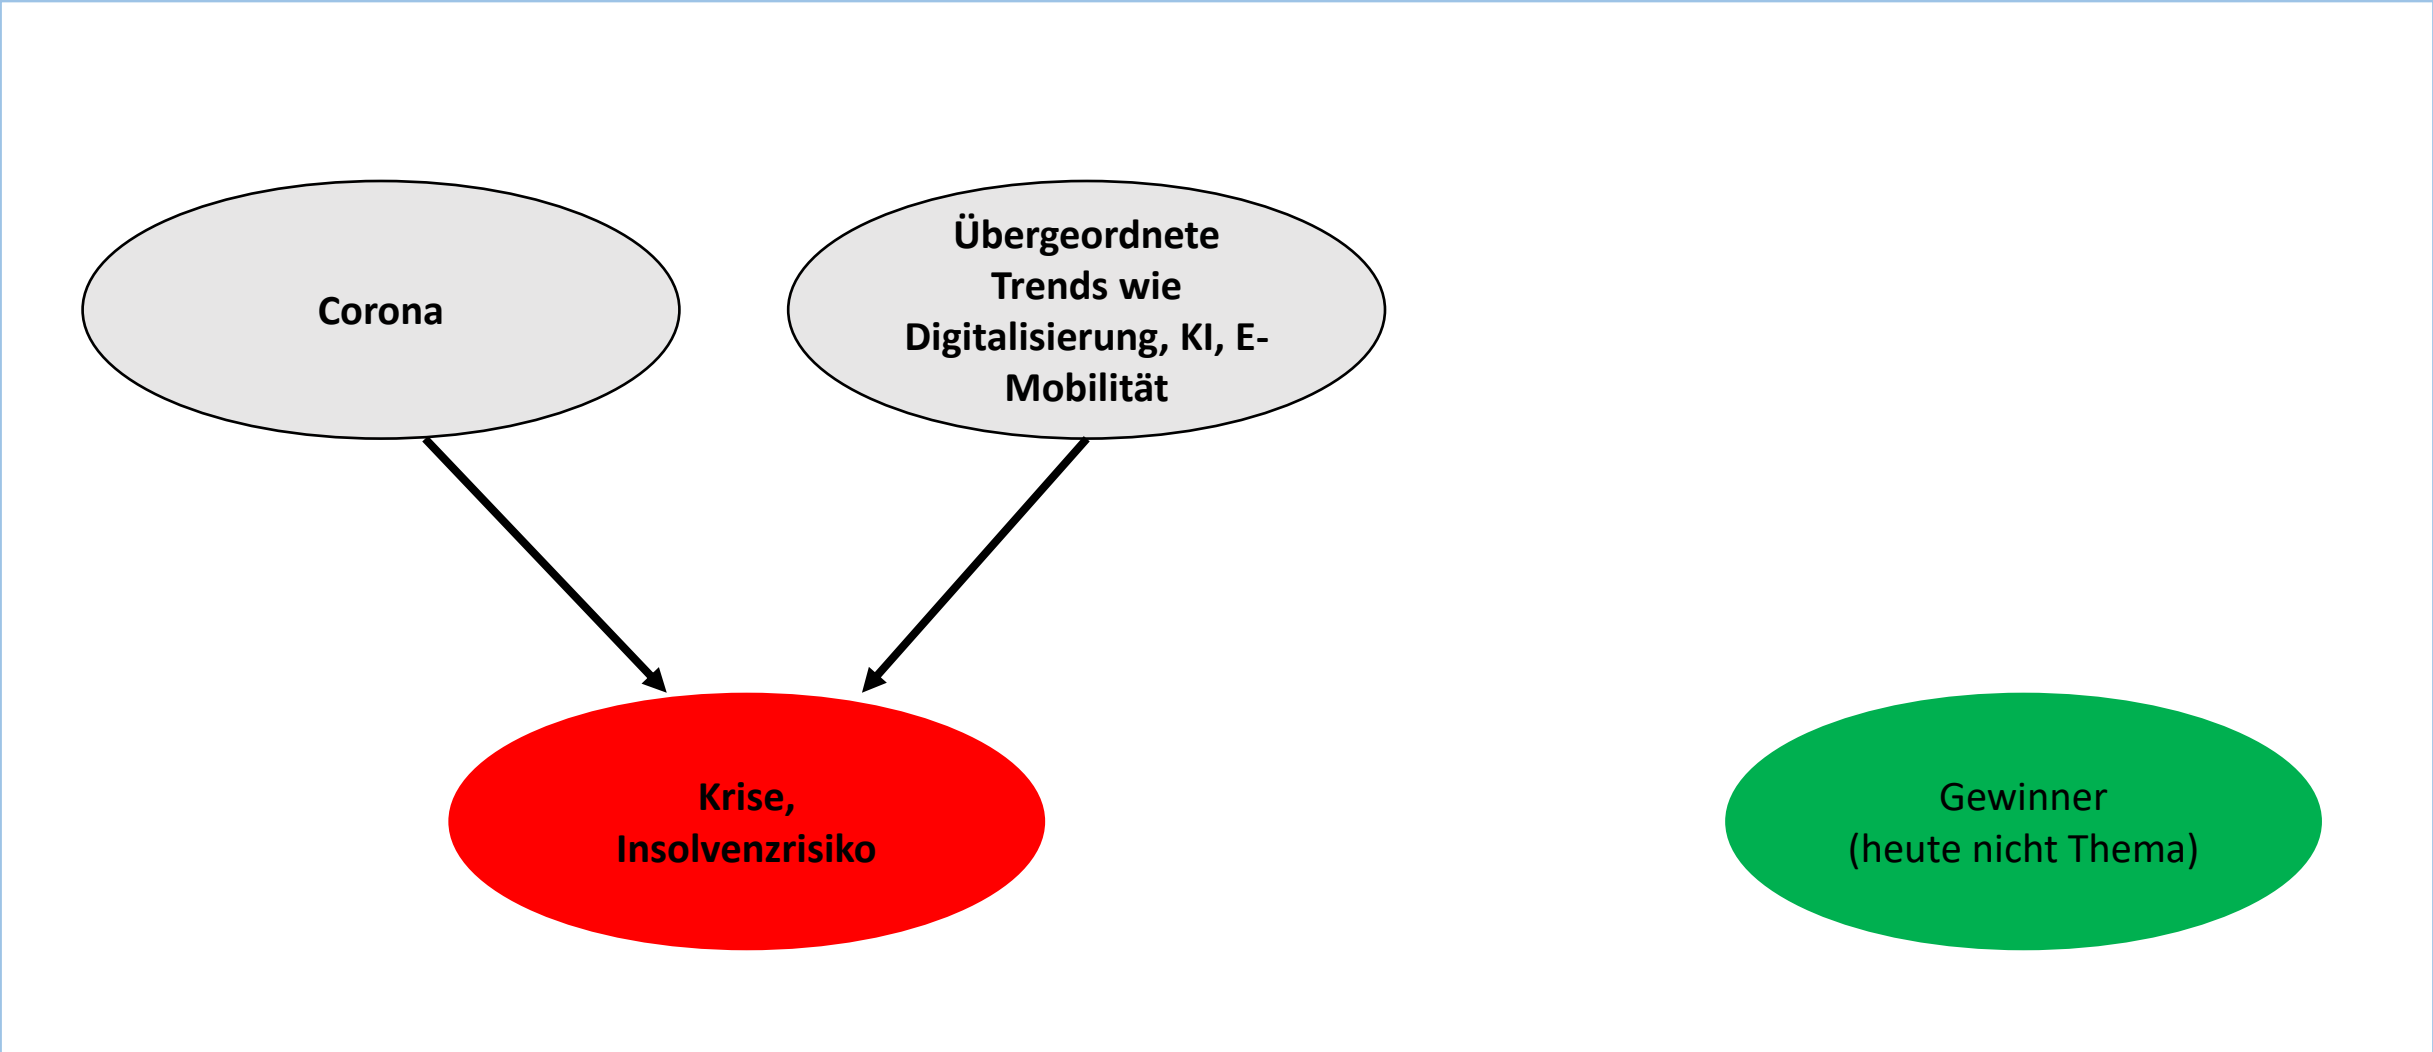 Corona
Übergeordnete
Trends wie
Digitalisierung, KI, E-
Mobilität
Krise,
Insolvenzrisiko
Gewinner
(heute nicht Thema)